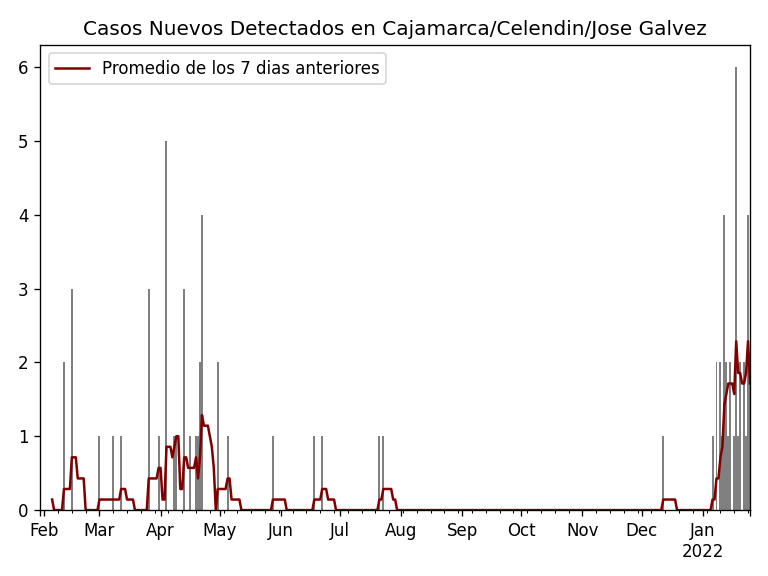 Casos Nuevos Detectados en Cajamarca/Celendin/Jose Galvez
Promedio de los 7 dias anteriores
6
5
4
3
2
1
0
Feb Mar Apr May Jun Jul Aug Sep Oct Nov Dec Jan
2022